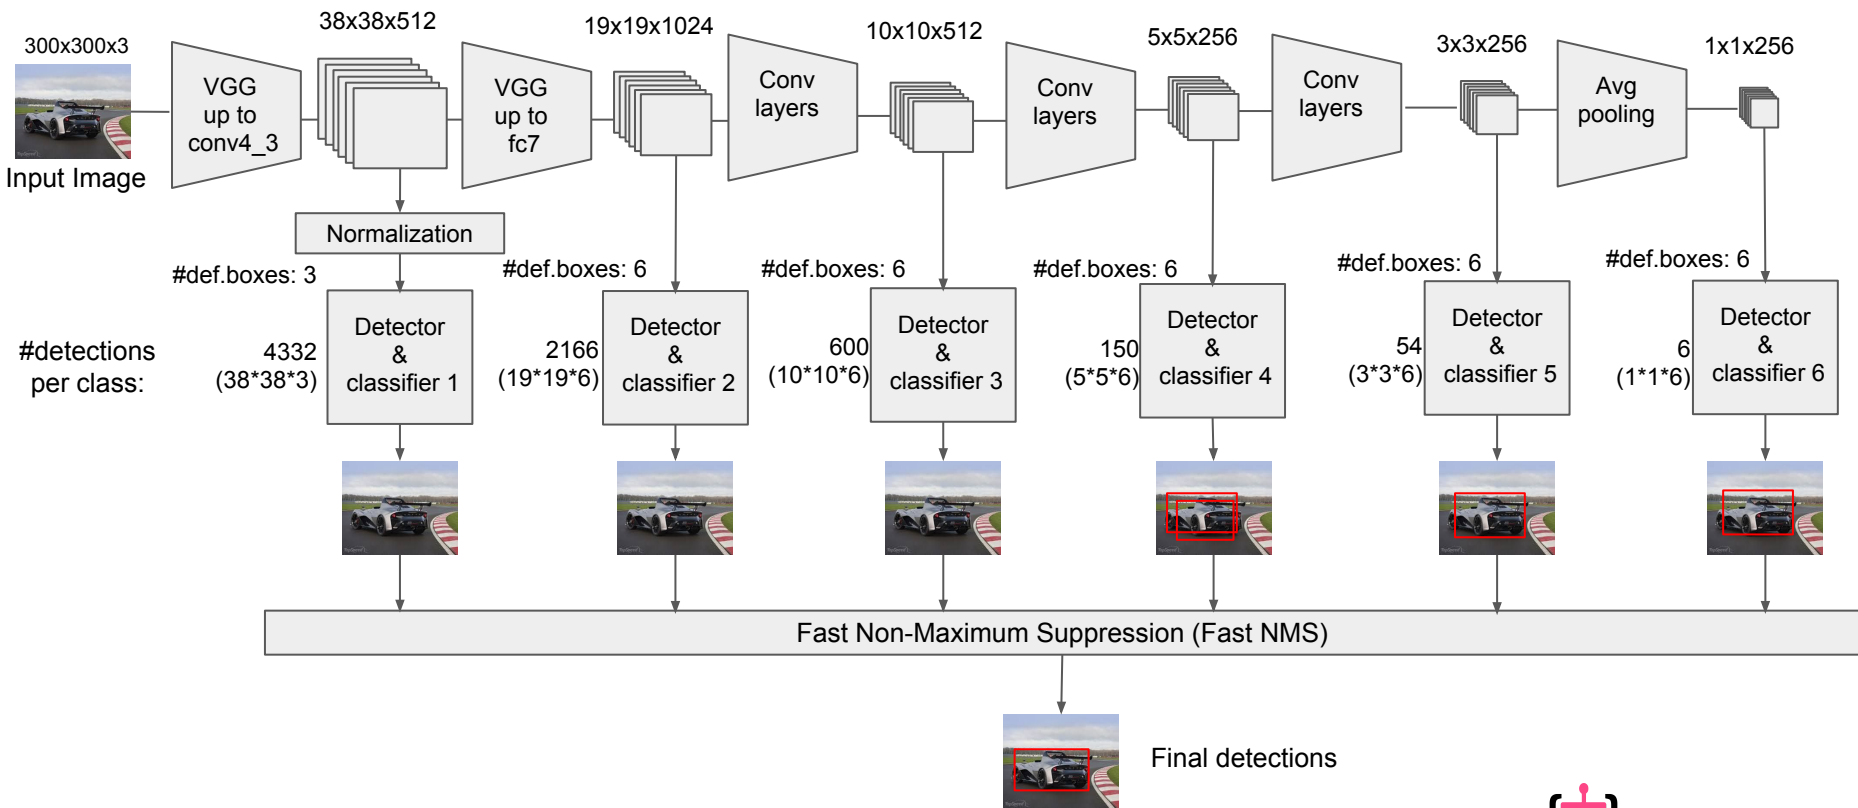 300x300x3
38x38x512
19x19x1024
10x10x512
5x5x256
3x3x256
1x1x256
Input Image
VGG
up to
conv4_3
VGG
up to
fc7
Conv
layers
Conv
layers
Conv
layers
Avg
pooling
Normalization
#def.boxes: 3
#def.boxes: 6
#def.boxes: 6
#def.boxes: 6
#def.boxes: 6
#def.boxes: 6
#detections
per class:
4332
(38*38*3)
Detector
&
classifier 1
2166
(19*19*6)
Detector
&
classifier 2
600
(10*10*6)
Detector
&
classifier 3
150
(5*5*6)
Detector
&
classifier 4
54
(3*3*6)
Detector
&
classifier 5
6
(1*1*6)
Detector
&
classifier 6
Fast Non-Maximum Suppression (Fast NMS)
Final detections